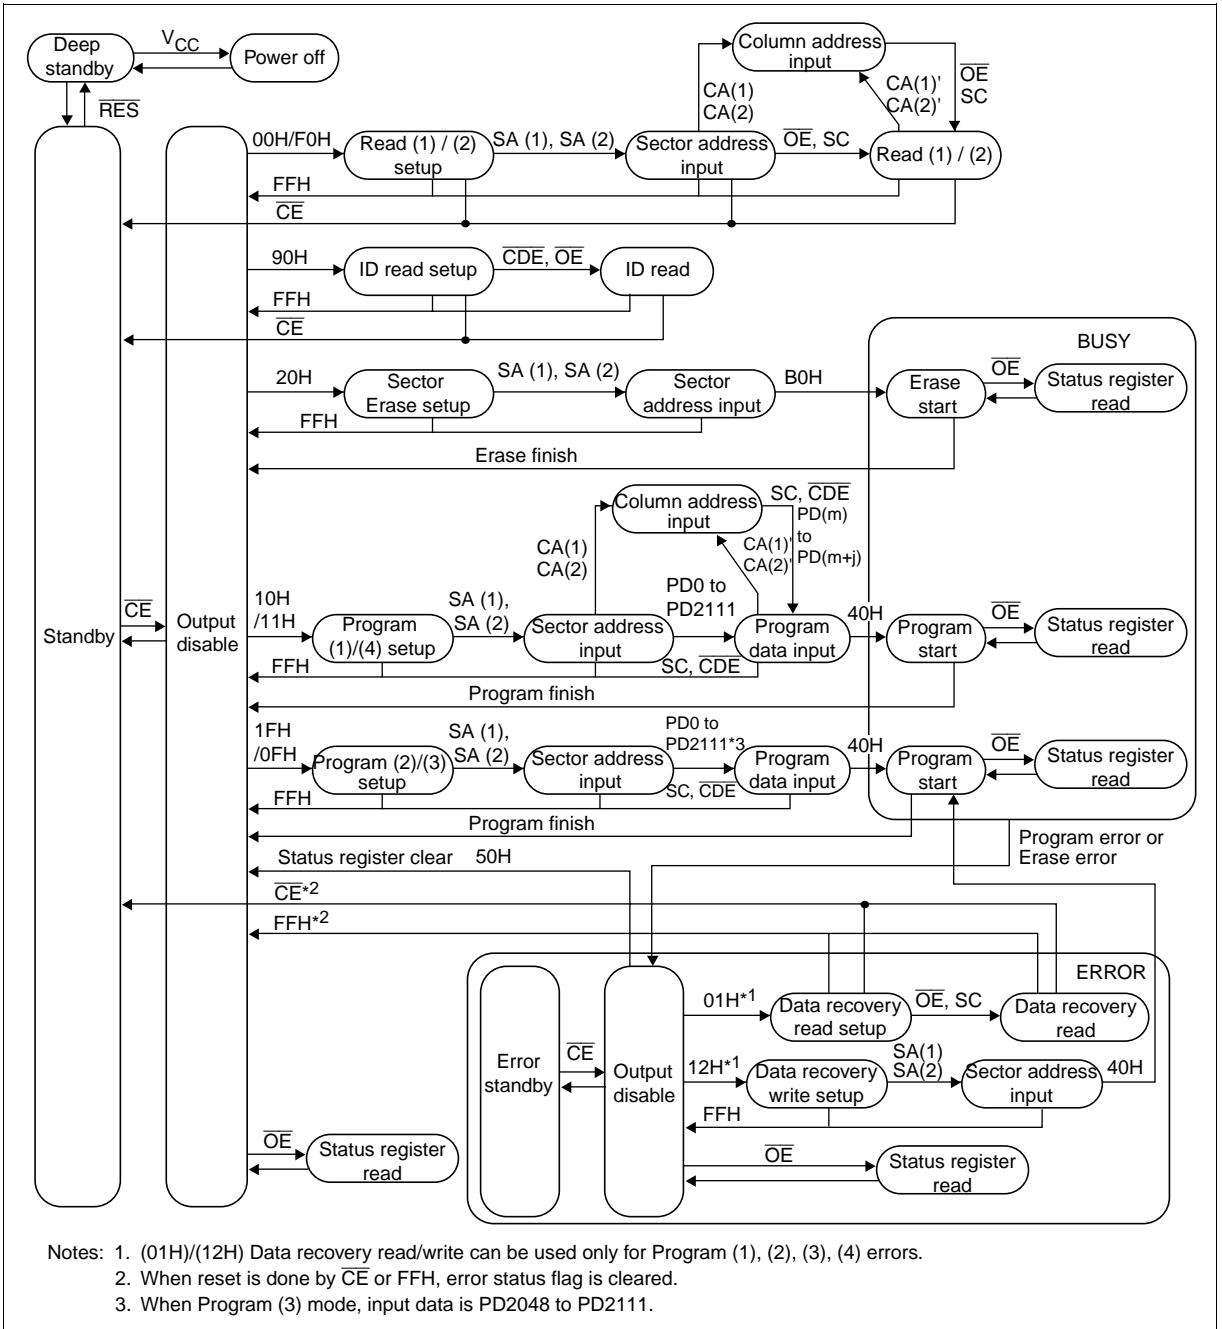 Deep
standby
VCC
Power off
RES
Column address
input
CA(1)
CA(2)
CA(1)'
CA(2)'
OE
SC
00H/F0H
Read (1) / (2)
setup
SA (1), SA (2)
Sector address
input
OE, SC
Read (1) / (2)
FFH
CE
90H
ID read setup
CDE, OE
ID read
FFH
CE
BUSY
20H
Sector
Erase setup
SA (1), SA (2)
Sector
address input
B0H
Erase
start
OE
Status register
read
FFH
Erase finish
Column address
input
SC, CDE
PD(m)
to
PD(m+j)
CA(1)
CA(2)
CA(1)'
CA(2)'
Standby
CE
Output
disable
10H
/11H
Program
(1)/(4) setup
SA (1),
SA (2)
Sector address
input
PD0 to
PD2111
SC, CDE
Program
data input
40H
Program
start
OE
Status register
read
FFH
Program finish
1FH
/0FH
Program (2)/(3)
setup
SA (1),
SA (2)
Sector address
input
PD0 to
PD2111*3
SC, CDE
Program
data input
40H
Program
start
OE
Status register
read
FFH
Program finish
Program error or
Erase error
Status register clear 50H
CE*2
FFH*2
ERROR
Error
standby
CE
Output
disable
01H*1
Data recovery
read setup
OE, SC
Data recovery
read
12H*1
Data recovery
write setup
SA(1)
SA(2)
Sector address
input
40H
FFH
OE
Status register
read
OE
Status register
read
Notes: 1. (01H)/(12H) Data recovery read/write can be used only for Program (1), (2), (3), (4) errors.
2. When reset is done by CE or FFH, error status flag is cleared.
3. When Program (3) mode, input data is PD2048 to PD2111.